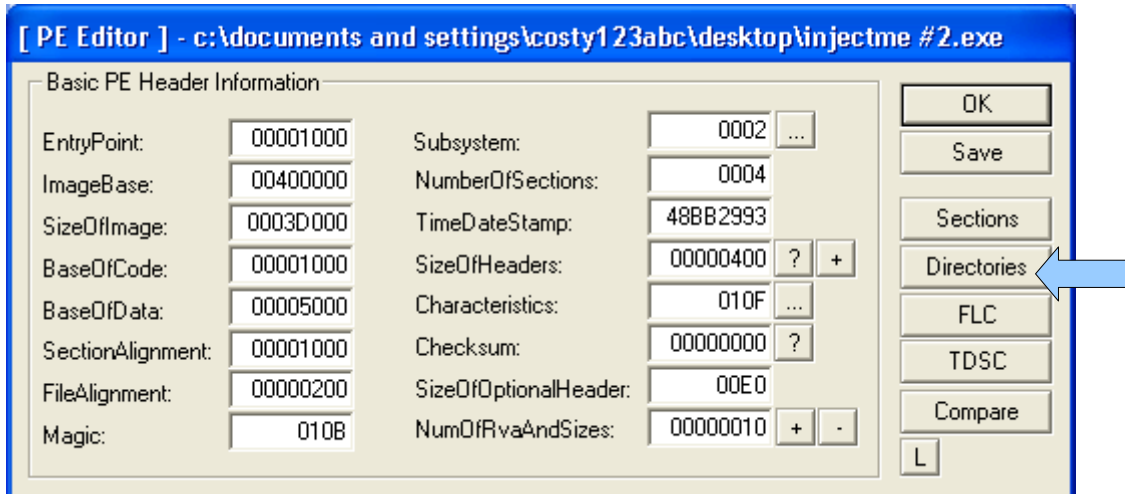 [ PE Editor ] - c:\documents and settings\costy123abc\desktop\injectme #2.exe
Basic PE Header Information
EntryPoint: 00001000
ImageBase: 00400000
SizeOfImage: 0003D000
BaseOfCode: 00001000
BaseOfData: 00005000
SectionAlignment: 00001000
FileAlignment: 00000200
Magic: 010B
Subsystem: 0002 ...
NumberOfSections: 0004
TimeDateStamp: 48BB2993
SizeOfHeaders: 00000400 ? +
Characteristics: 010F ...
Checksum: 00000000 ?
SizeOfOptionalHeader: 00E0
NumOfRvaAndSizes: 00000010 + -
OK
Save
Sections
Directories
FLC
TDSC
Compare
L